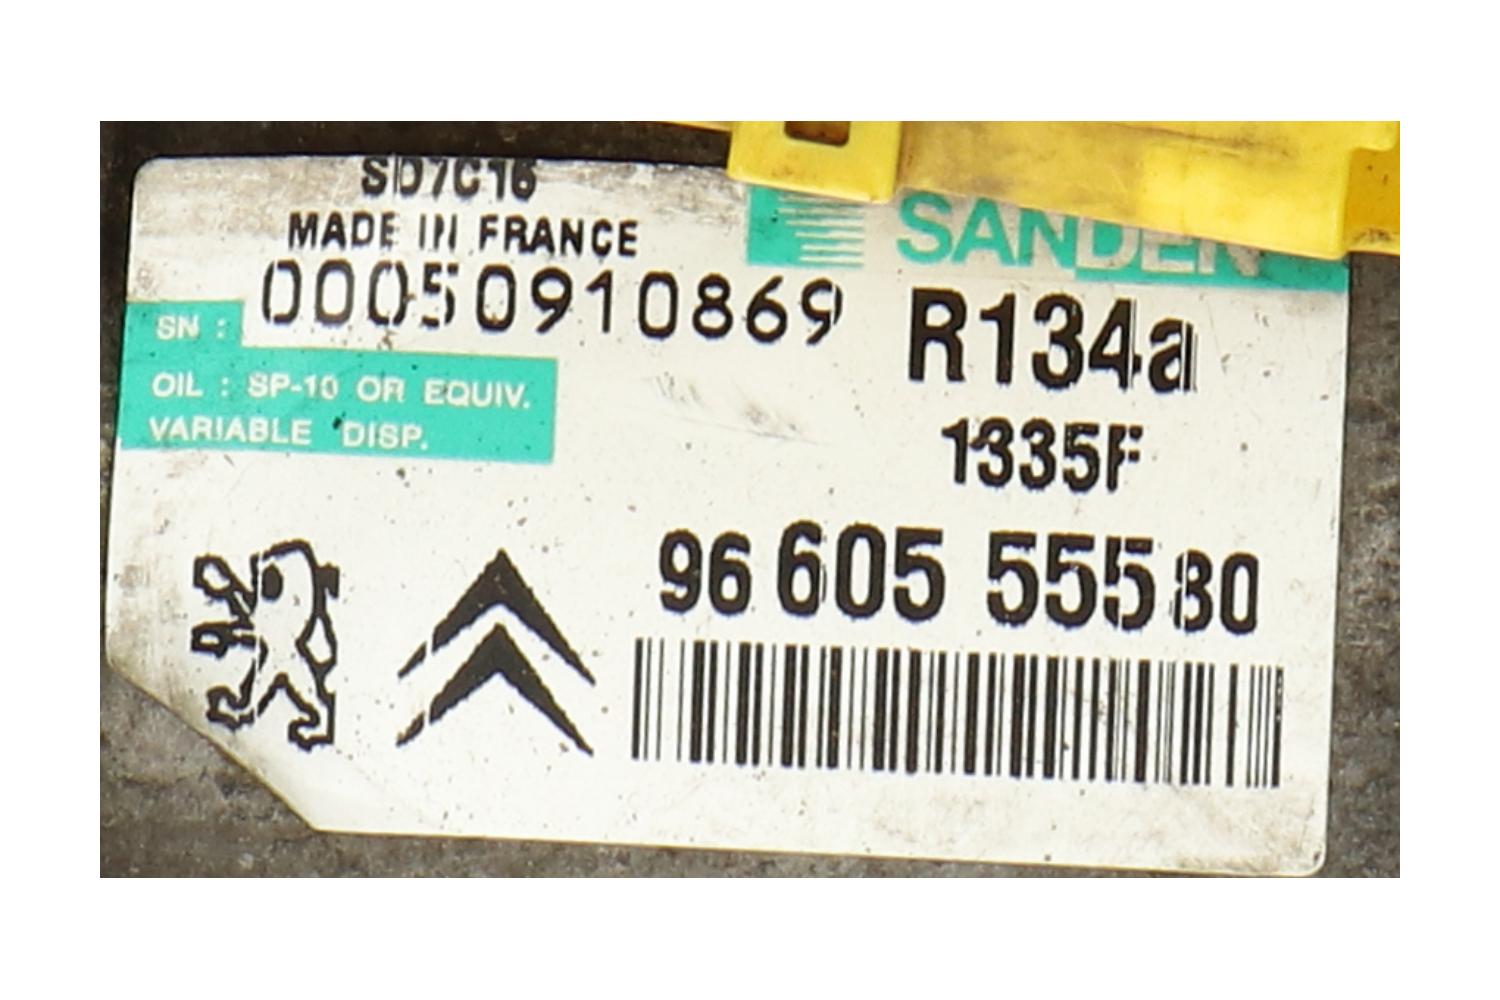 SD7C16
MADE IN FRANCE
SANDEN
SN : 00050910869
R134a
OIL : SP-10 OR EQUIV.
VARIABLE DISP.
1335F
96 605 555 80